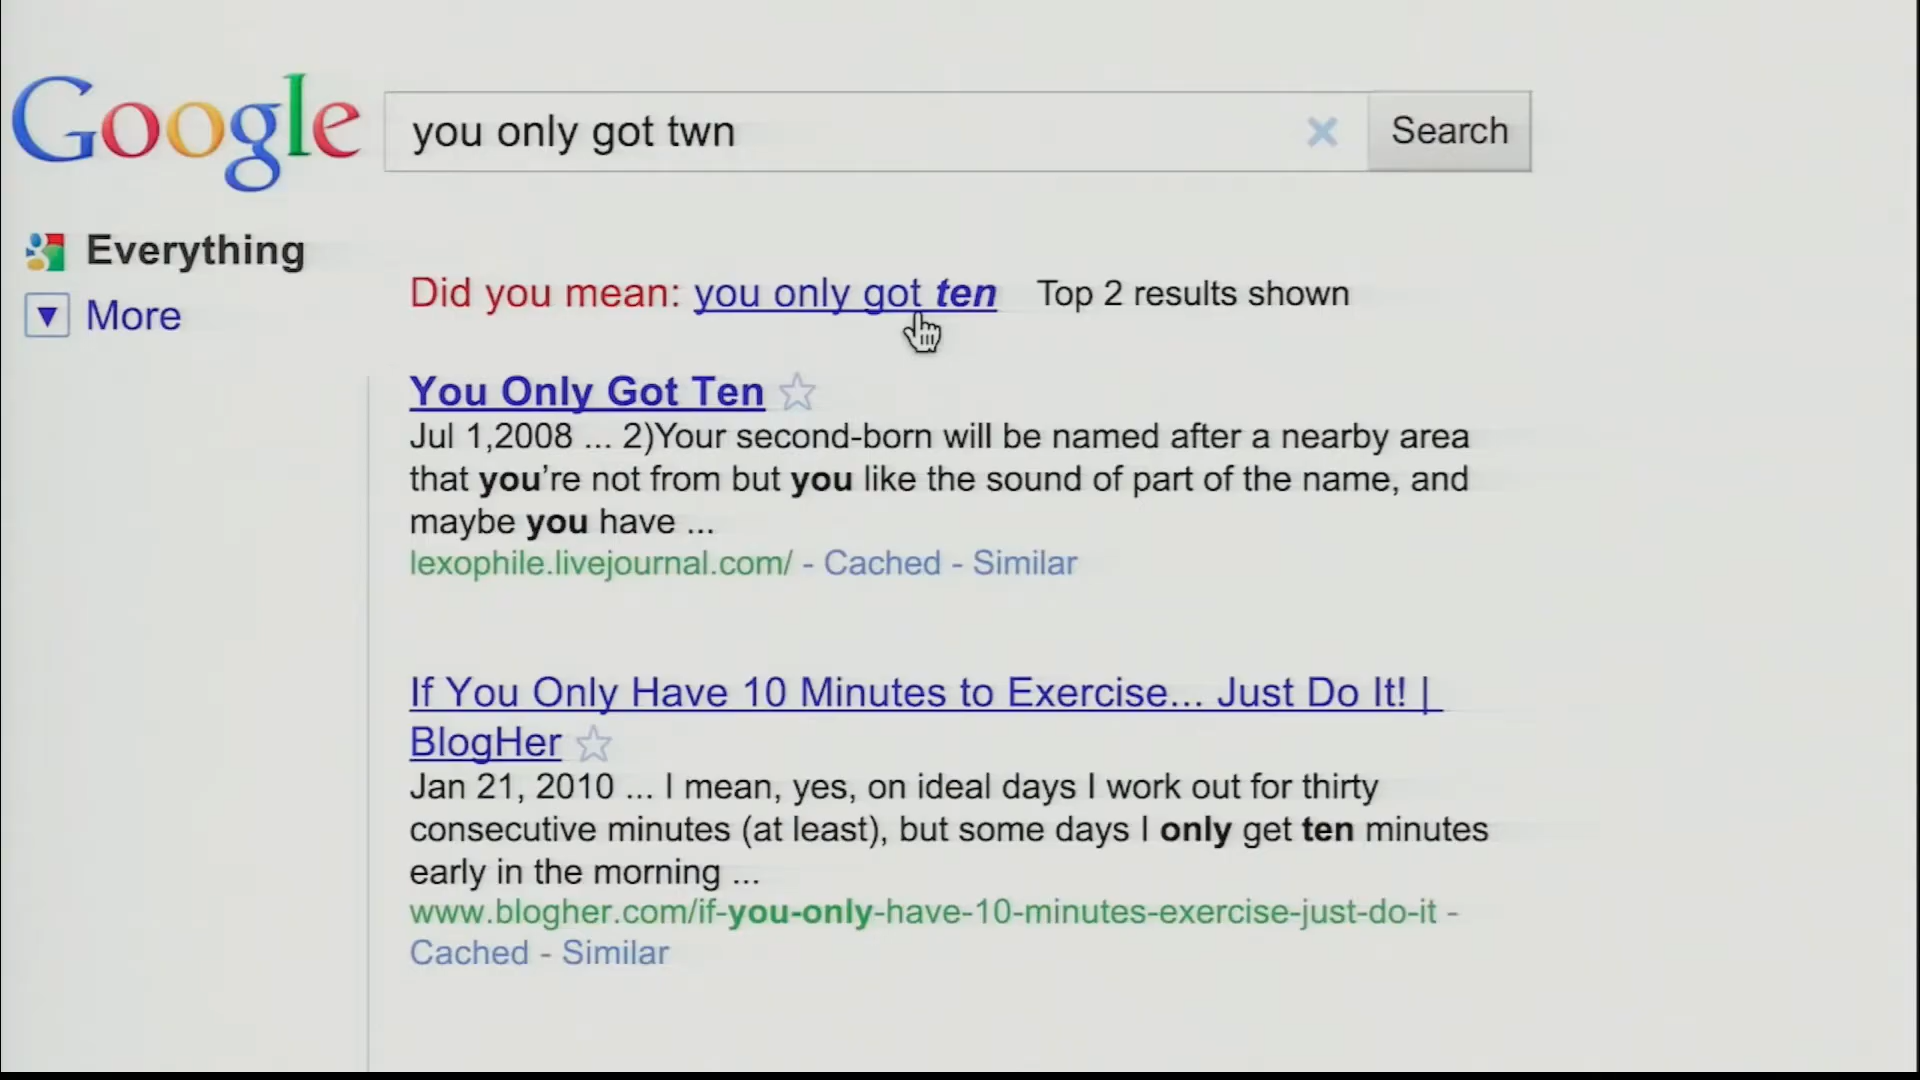 Google
you only got twn
Search
Everything
More
Did you mean: you only got ten Top 2 results shown
You Only Got Ten
Jul 1,2008 ... 2)Your second-born will be named after a nearby area
that you're not from but you like the sound of part of the name, and
maybe you have ...
lexophile.livejournal.com/ - Cached - Similar
If You Only Have 10 Minutes to Exercise... Just Do It! |
BlogHer
Jan 21, 2010 ... I mean, yes, on ideal days I work out for thirty
consecutive minutes (at least), but some days I only get ten minutes
early in the morning ...
www.blogher.com/if-you-only-have-10-minutes-exercise-just-do-it -
Cached - Similar